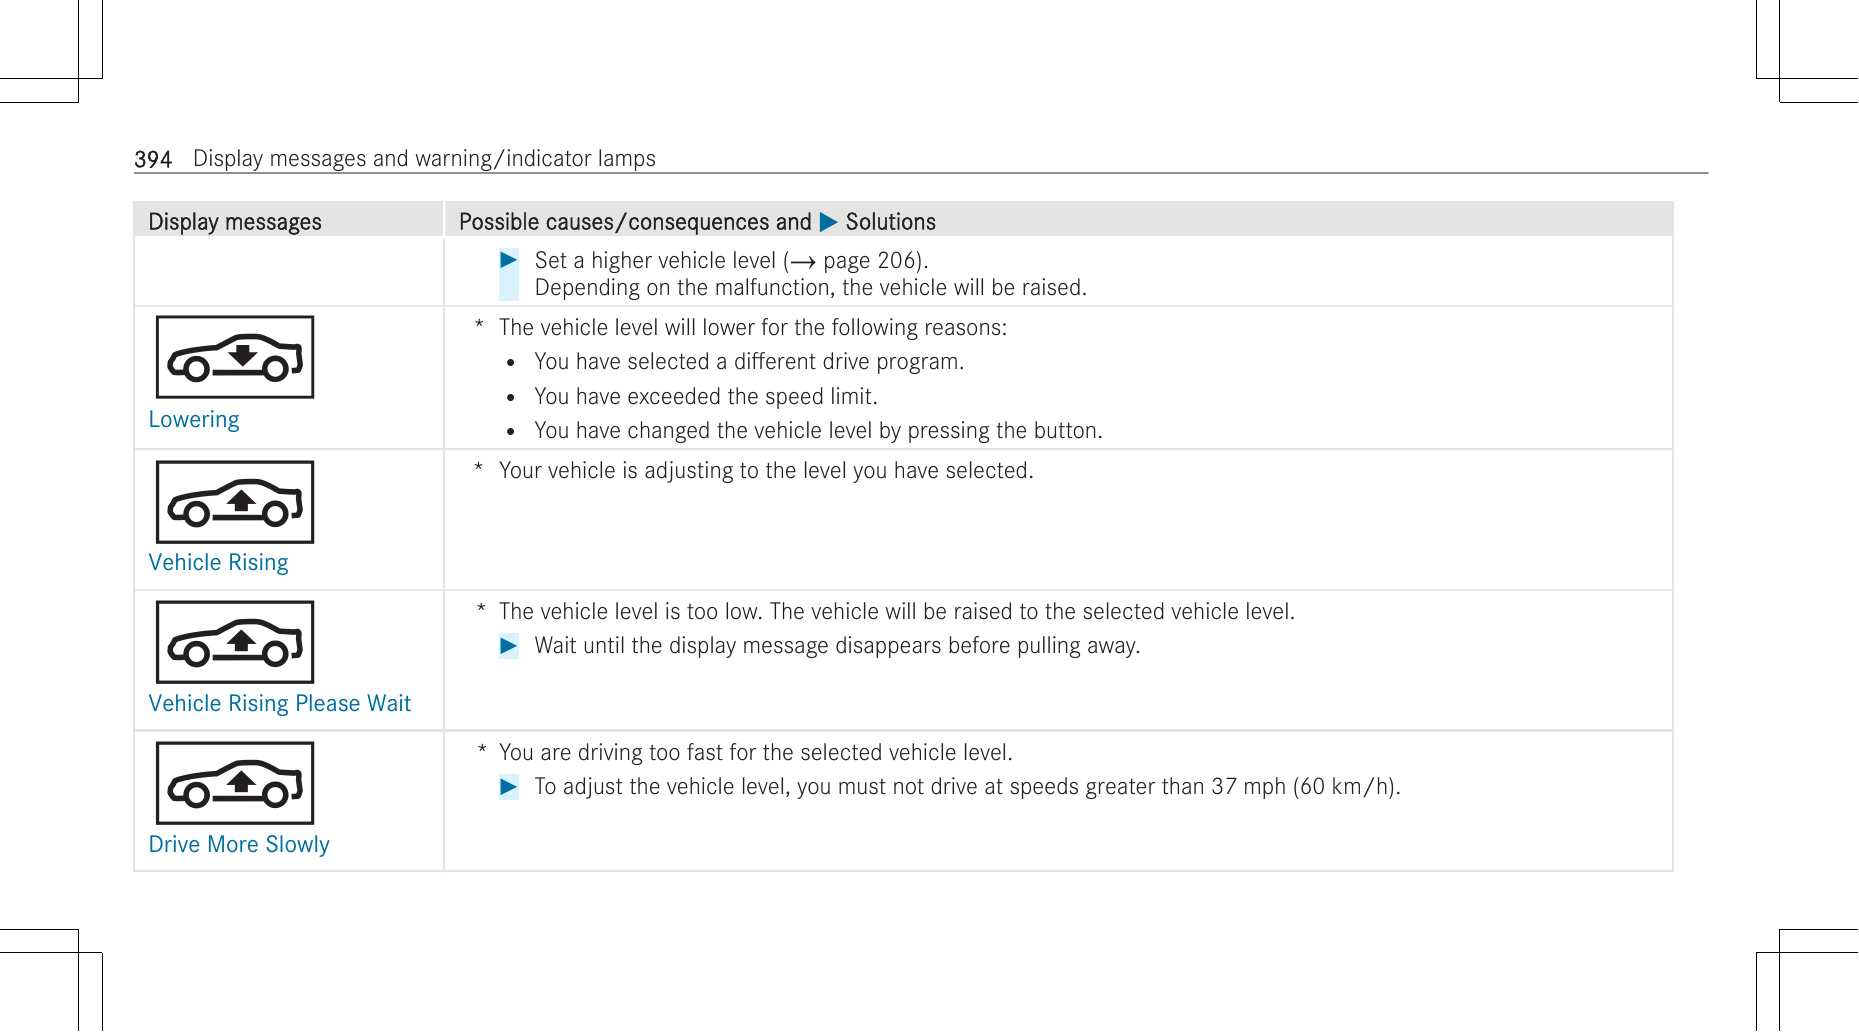 394 Display messages and warning/indicator lamps
Display messages
Possible causes/consequences and ▶ Solutions
▶ Set a higher vehicle level (→ page 206).
Depending on the malfunction, the vehicle will be raised.
Lowering
* The vehicle level will lower for the following reasons:
• You have selected a different drive program.
• You have exceeded the speed limit.
• You have changed the vehicle level by pressing the button.
Vehicle Rising
* Your vehicle is adjusting to the level you have selected.
Vehicle Rising Please Wait
* The vehicle level is too low. The vehicle will be raised to the selected vehicle level.
▶ Wait until the display message disappears before pulling away.
Drive More Slowly
* You are driving too fast for the selected vehicle level.
▶ To adjust the vehicle level, you must not drive at speeds greater than 37 mph (60 km/h).